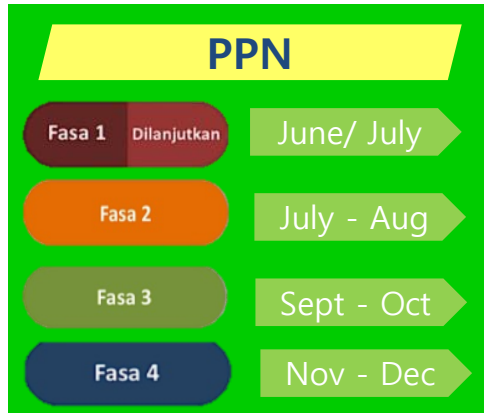 PPN
Fasa 1 Dilanjutkan June/ July
Fasa 2 July - Aug
Fasa 3 Sept - Oct
Fasa 4 Nov - Dec